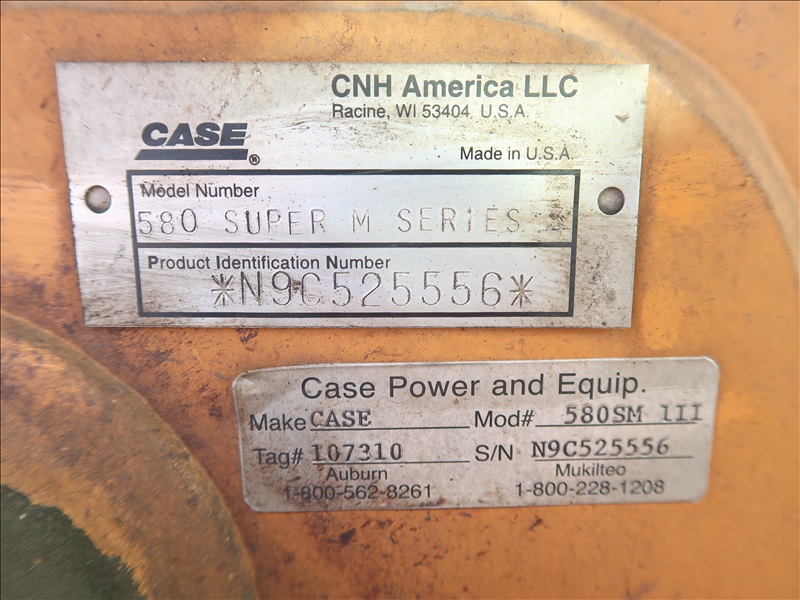 CNH America LLC
Racine, WI 53404 U.S.A.
CASE®
Made in U.S.A.
Model Number
580 SUPER M SERIES 3
Product Identification Number
*N9C525556*
Case Power and Equip.
Make CASE Mod# 580SM III
Tag# 107310 S/N N9C525556
Auburn Mukilteo
1-800-562-8261 1-800-228-1208